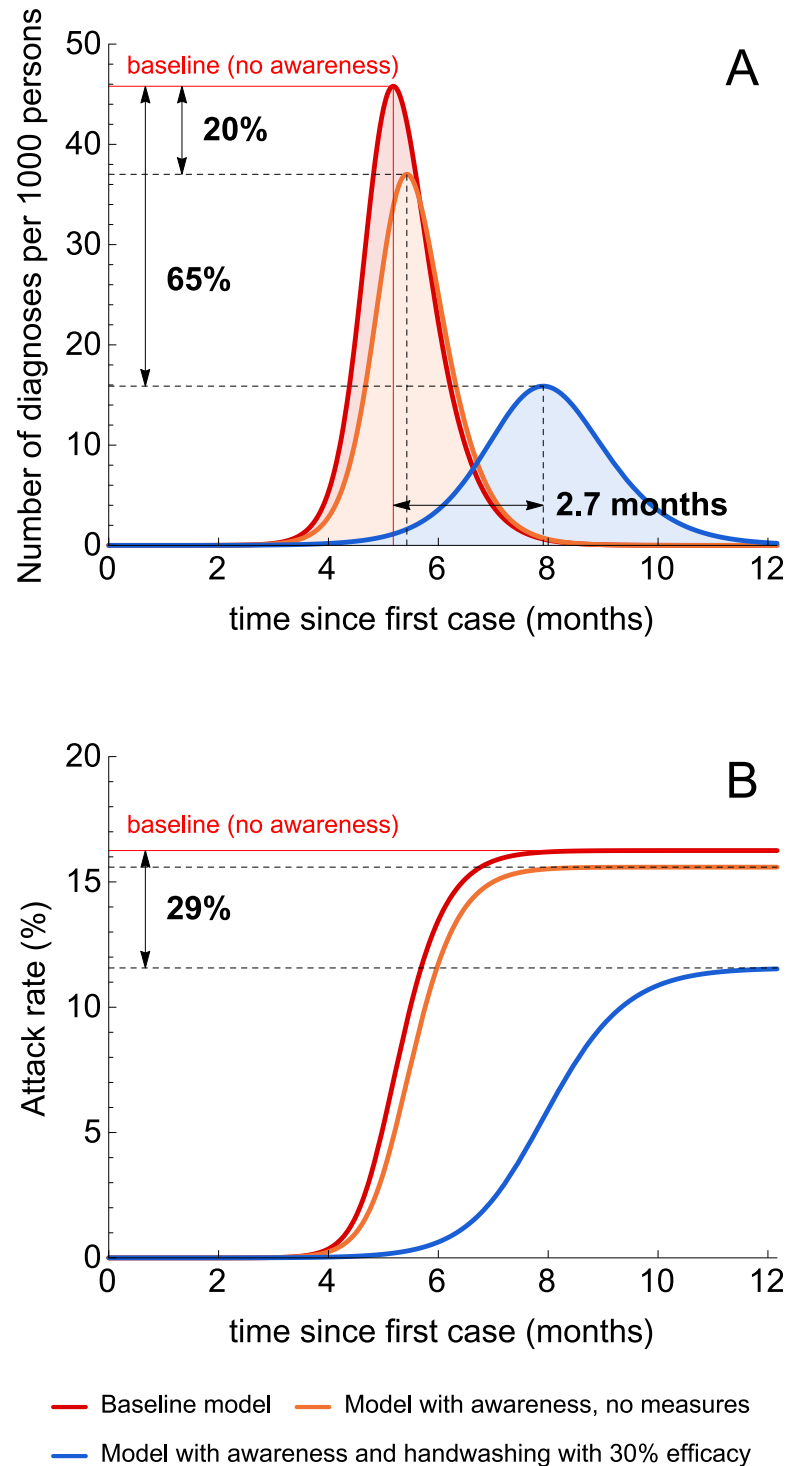 A
baseline (no awareness)
20%
65%
2.7 months
Number of diagnoses per 1000 persons
50
40
30
20
10
0
0 2 4 6 8 10 12
time since first case (months)
B
baseline (no awareness)
29%
Attack rate (%)
20
15
10
5
0
0 2 4 6 8 10 12
time since first case (months)
Baseline model Model with awareness, no measures
Model with awareness and handwashing with 30% efficacy